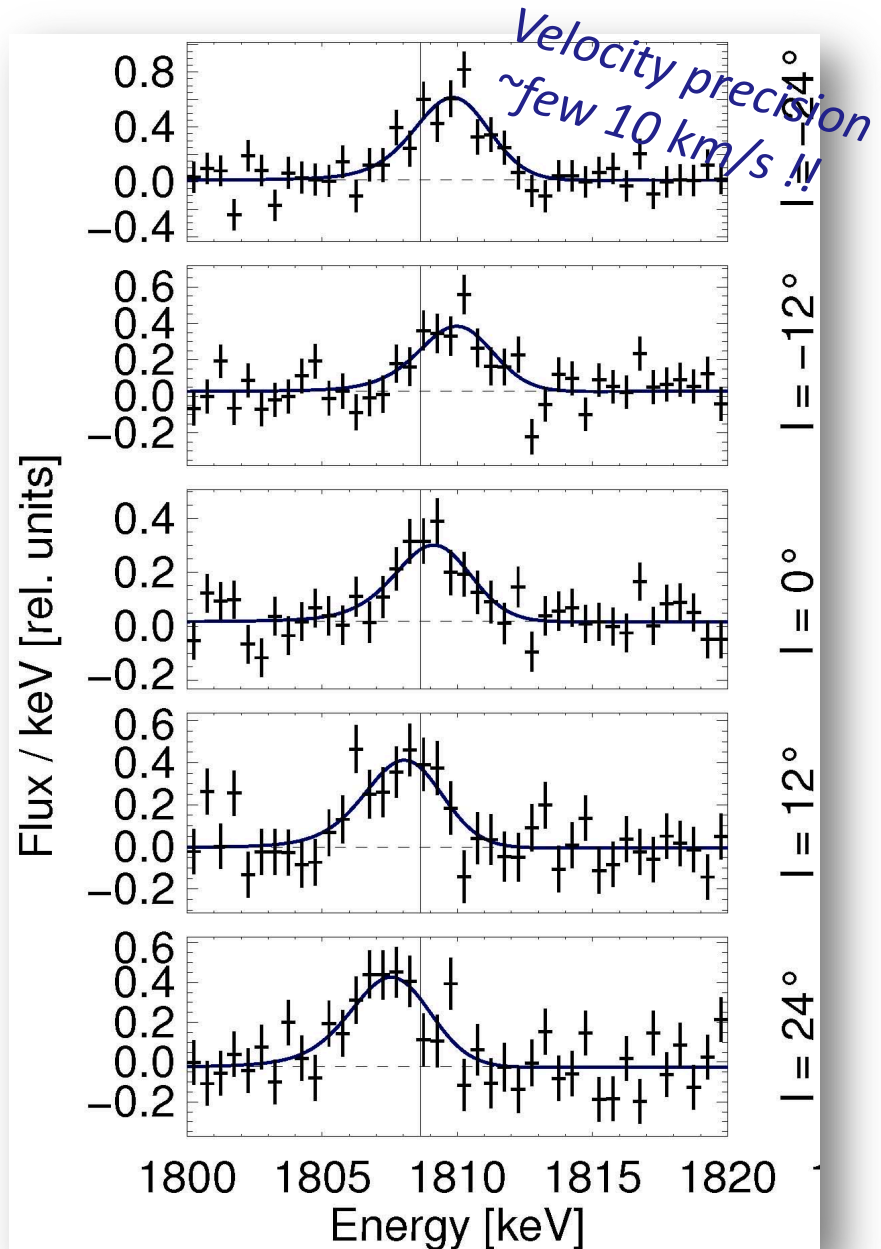 Velocity precision
~few 10 km/s !!
0.8
0.4
0.0
−0.4
l = −24°
0.6
0.4
0.2
0.0
−0.2
l = −12°
0.4
0.2
0.0
−0.2
l = 0°
0.6
0.4
0.2
0.0
−0.2
l = 12°
0.6
0.4
0.2
0.0
−0.2
l = 24°
Flux / keV [rel. units]
1800 1805 1810 1815 1820
Energy [keV]